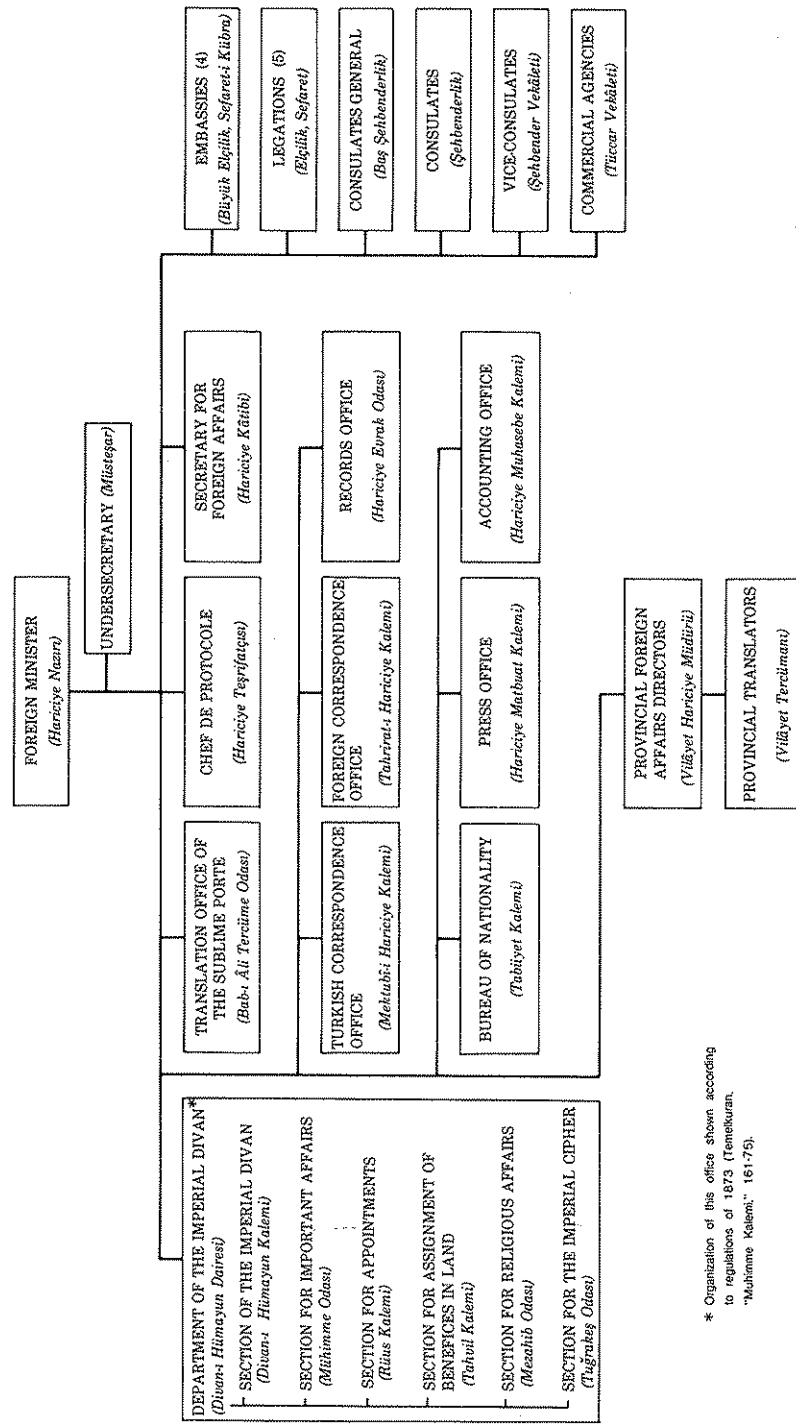 FOREIGN MINISTER
(Hariciye Nazırı)
UNDERSECRETARY (Müsteşar)
DEPARTMENT OF THE IMPERIAL DIVAN*
(Divan-ı Hümayun Dairesi)
SECTION OF THE IMPERIAL DIVAN
(Divan-ı Hümayun Kalemi)
SECTION FOR IMPORTANT AFFAIRS
(Mühimme Odası)
SECTION FOR APPOINTMENTS
(Rüus Kalemi)
SECTION FOR ASSIGNMENT OF
BENEFICES IN LAND
(Tahvil Kalemi)
SECTION FOR RELIGIOUS AFFAIRS
(Mezahib Odası)
SECTION FOR THE IMPERIAL CIPHER
(Tuğrakeş Odası)
TRANSLATION OFFICE OF
THE SUBLIME PORTE
(Bab-ı Âli Tercüme Odası)
CHEF DE PROTOCOLE
(Hariciye Teşrifatçısı)
SECRETARY FOR
FOREIGN AFFAIRS
(Hariciye Kâtibi)
TURKISH CORRESPONDENCE
OFFICE
(Mektubî-i Hariciye Kalemi)
FOREIGN CORRESPONDENCE
OFFICE
(Tahrirat-ı Hariciye Kalemi)
RECORDS OFFICE
(Hariciye Evrak Odası)
BUREAU OF NATIONALITY
(Tabiiyet Kalemi)
PRESS OFFICE
(Hariciye Matbuat Kalemi)
ACCOUNTING OFFICE
(Hariciye Muhasebe Kalemi)
PROVINCIAL FOREIGN
AFFAIRS DIRECTORS
(Vilâyet Hariciye Müdürü)
PROVINCIAL TRANSLATORS
(Vilâyet Tercümanı)
EMBASSIES (4)
(Büyük Elçilik, Sefaret-i Kübra)
LEGATIONS (5)
(Elçilik, Sefaret)
CONSULATES GENERAL
(Baş Şehbenderlik)
CONSULATES
(Şehbenderlik)
VICE-CONSULATES
(Şehbender Vekâleti)
COMMERCIAL AGENCIES
(Tüccar Vekâleti)
* Organization of this office shown according
to regulations of 1873 (Temelkuran,
"Muhimme Kalemi," 161-75).